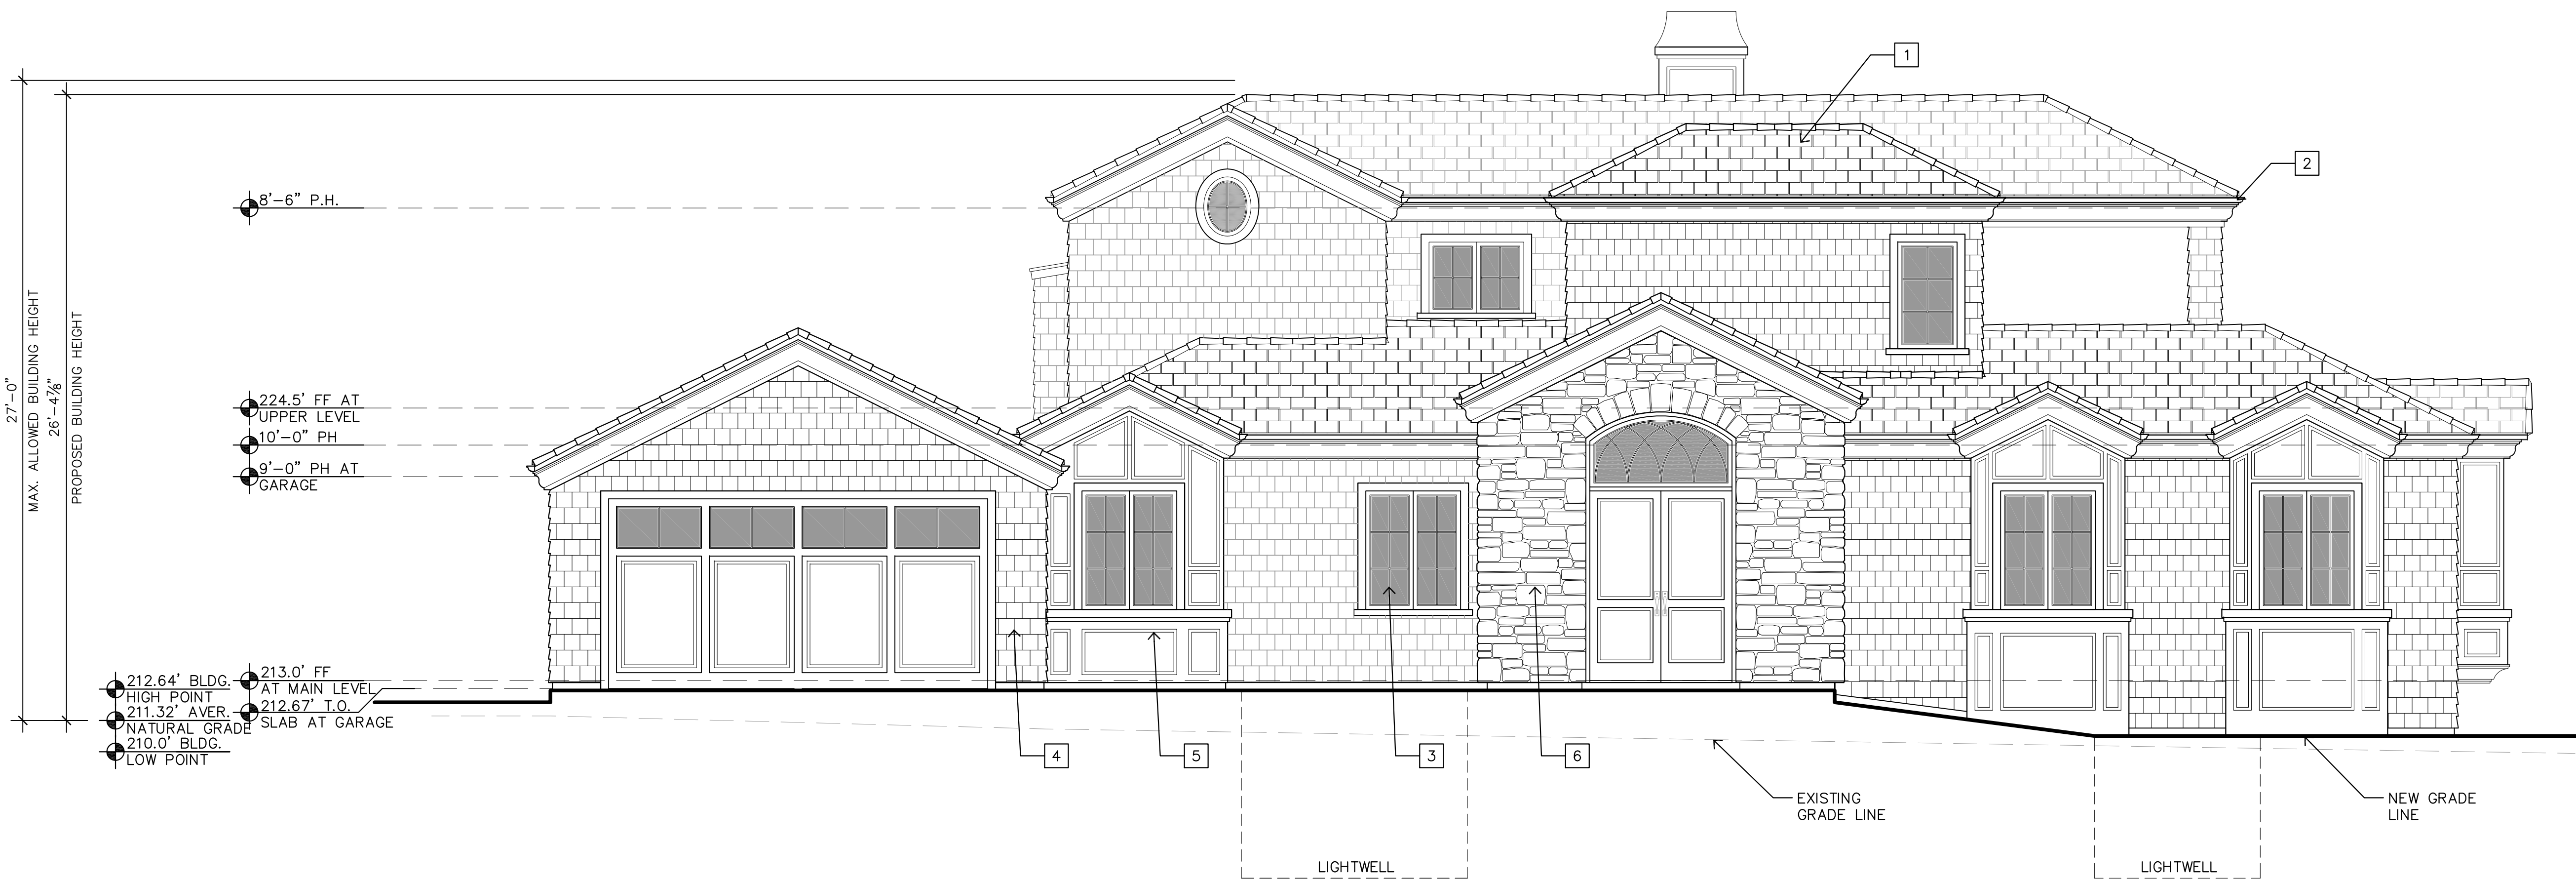 27'-0"
MAX. ALLOWED BUILDING HEIGHT
26'-4⅞"
PROPOSED BUILDING HEIGHT
8'-6" P.H.
224.5' FF AT
UPPER LEVEL
10'-0" PH
9'-0" PH AT
GARAGE
213.0' FF
AT MAIN LEVEL
212.67' T.O.
SLAB AT GARAGE
212.64' BLDG.
HIGH POINT
211.32' AVER.
NATURAL GRADE
210.0' BLDG.
LOW POINT
1
2
4
5
3
6
EXISTING
GRADE LINE
NEW GRADE
LINE
LIGHTWELL
LIGHTWELL